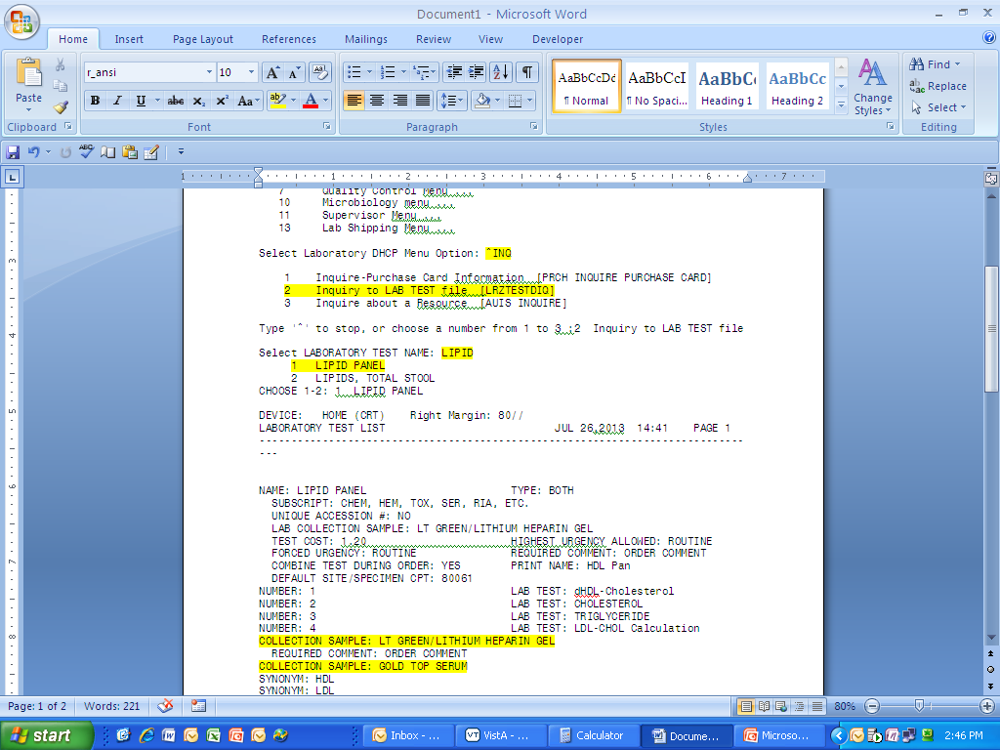 Document1 - Microsoft Word
Home Insert Page Layout References Mailings Review View Developer
Paste
r_ansi 10
B I U abc X₂ X² Aa
AaBbCcDc AaBbCcI AaBbC AaBbCc
¶ Normal ¶ No Spaci... Heading 1 Heading 2
Change Styles
Find
Replace
Select
Clipboard Font Paragraph Styles Editing
1 1 2 3 4 5 6 7
7 Quality Control Menu ...
10 Microbiology menu ...
11 Supervisor Menu ...
13 Lab Shipping Menu ...
Select Laboratory DHCP Menu Option: ^INQ
1 Inquire-Purchase Card Information [PRCH INQUIRE PURCHASE CARD]
2 Inquiry to LAB TEST file [LRZTESTDIQ]
3 Inquire about a Resource [AUIS INQUIRE]
Type '^' to stop, or choose a number from 1 to 3 :2 Inquiry to LAB TEST file
Select LABORATORY TEST NAME: LIPID
1 LIPID PANEL
2 LIPIDS, TOTAL STOOL
CHOOSE 1-2: 1 LIPID PANEL
DEVICE: HOME (CRT) Right Margin: 80//
LABORATORY TEST LIST JUL 26,2013 14:41 PAGE 1
--------------------------------------------------------------------------------
NAME: LIPID PANEL TYPE: BOTH
SUBSCRIPT: CHEM, HEM, TOX, SER, RIA, ETC.
UNIQUE ACCESSION #: NO
LAB COLLECTION SAMPLE: LT GREEN/LITHIUM HEPARIN GEL
TEST COST: 1.20 HIGHEST URGENCY ALLOWED: ROUTINE
FORCED URGENCY: ROUTINE REQUIRED COMMENT: ORDER COMMENT
COMBINE TEST DURING ORDER: YES PRINT NAME: HDL Pan
DEFAULT SITE/SPECIMEN CPT: 80061
NUMBER: 1 LAB TEST: dHDL-Cholesterol
NUMBER: 2 LAB TEST: CHOLESTEROL
NUMBER: 3 LAB TEST: TRIGLYCERIDE
NUMBER: 4 LAB TEST: LDL-CHOL Calculation
COLLECTION SAMPLE: LT GREEN/LITHIUM HEPARIN GEL
REQUIRED COMMENT: ORDER COMMENT
COLLECTION SAMPLE: GOLD TOP SERUM
SYNONYM: HDL
SYNONYM: LDL
Page: 1 of 2 Words: 221 80%
start Inbox - ... VistA - ... Calculator Docume... Microso... 2:46 PM